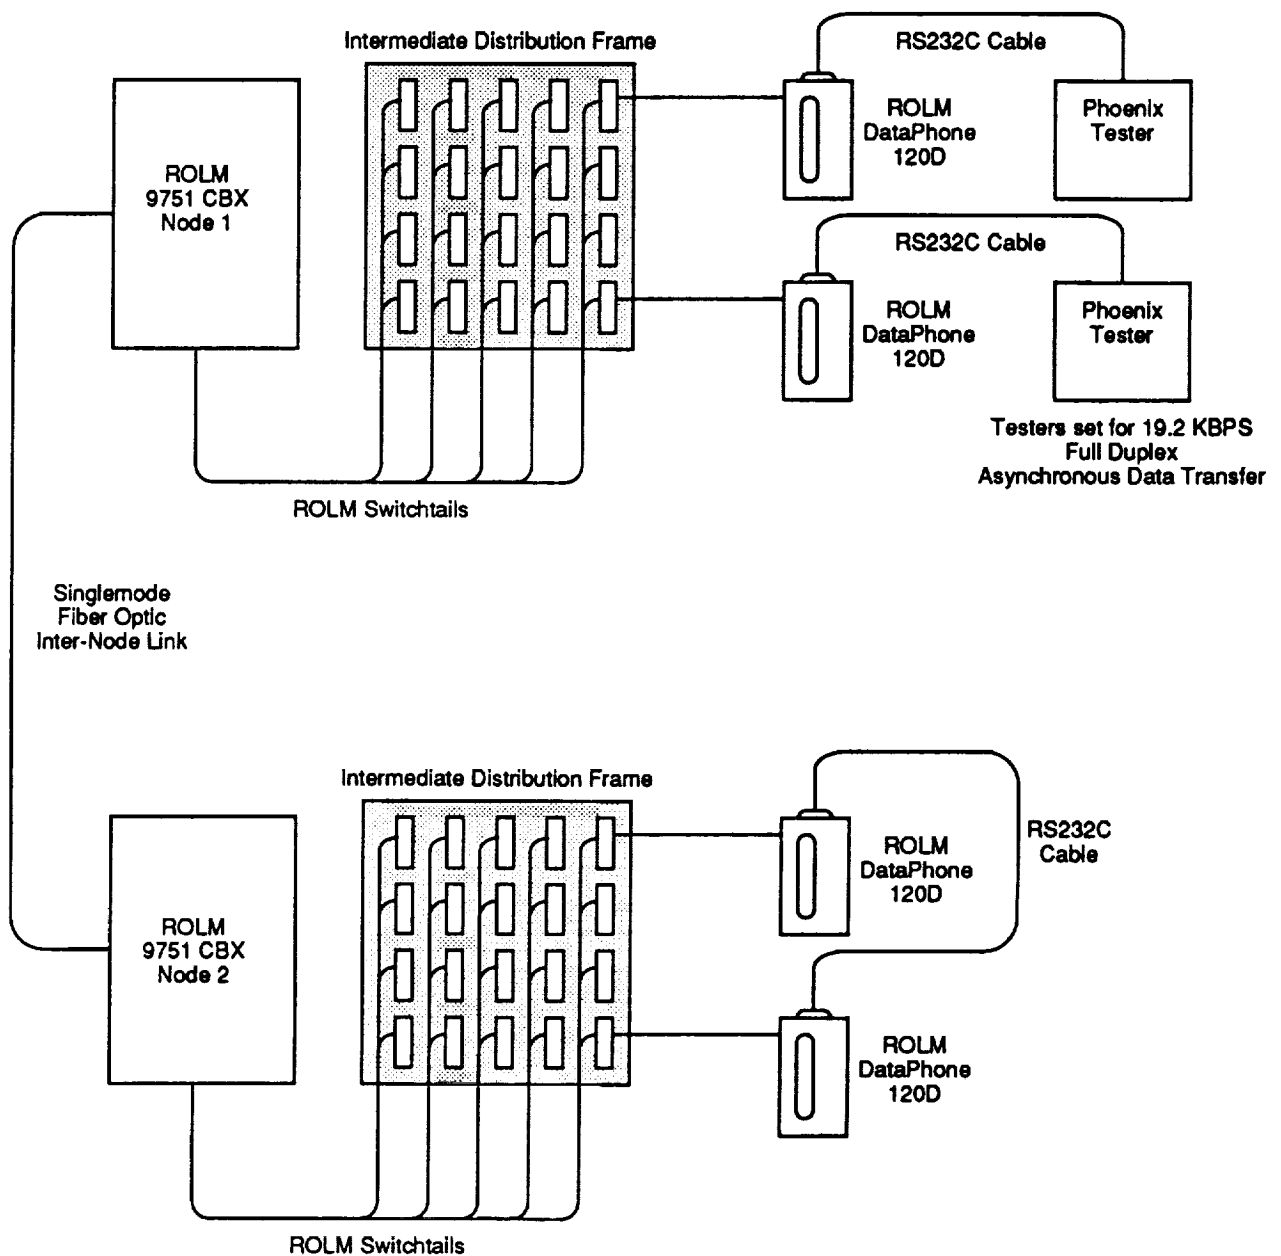 Intermediate Distribution Frame
RS232C Cable
ROLM
9751 CBX
Node 1
ROLM
DataPhone
120D
Phoenix
Tester
RS232C Cable
ROLM
DataPhone
120D
Phoenix
Tester
Testers set for 19.2 KBPS
Full Duplex
Asynchronous Data Transfer
ROLM Switchtails
Singlemode
Fiber Optic
Inter-Node Link
Intermediate Distribution Frame
ROLM
9751 CBX
Node 2
ROLM
DataPhone
120D
RS232C
Cable
ROLM
DataPhone
120D
ROLM Switchtails